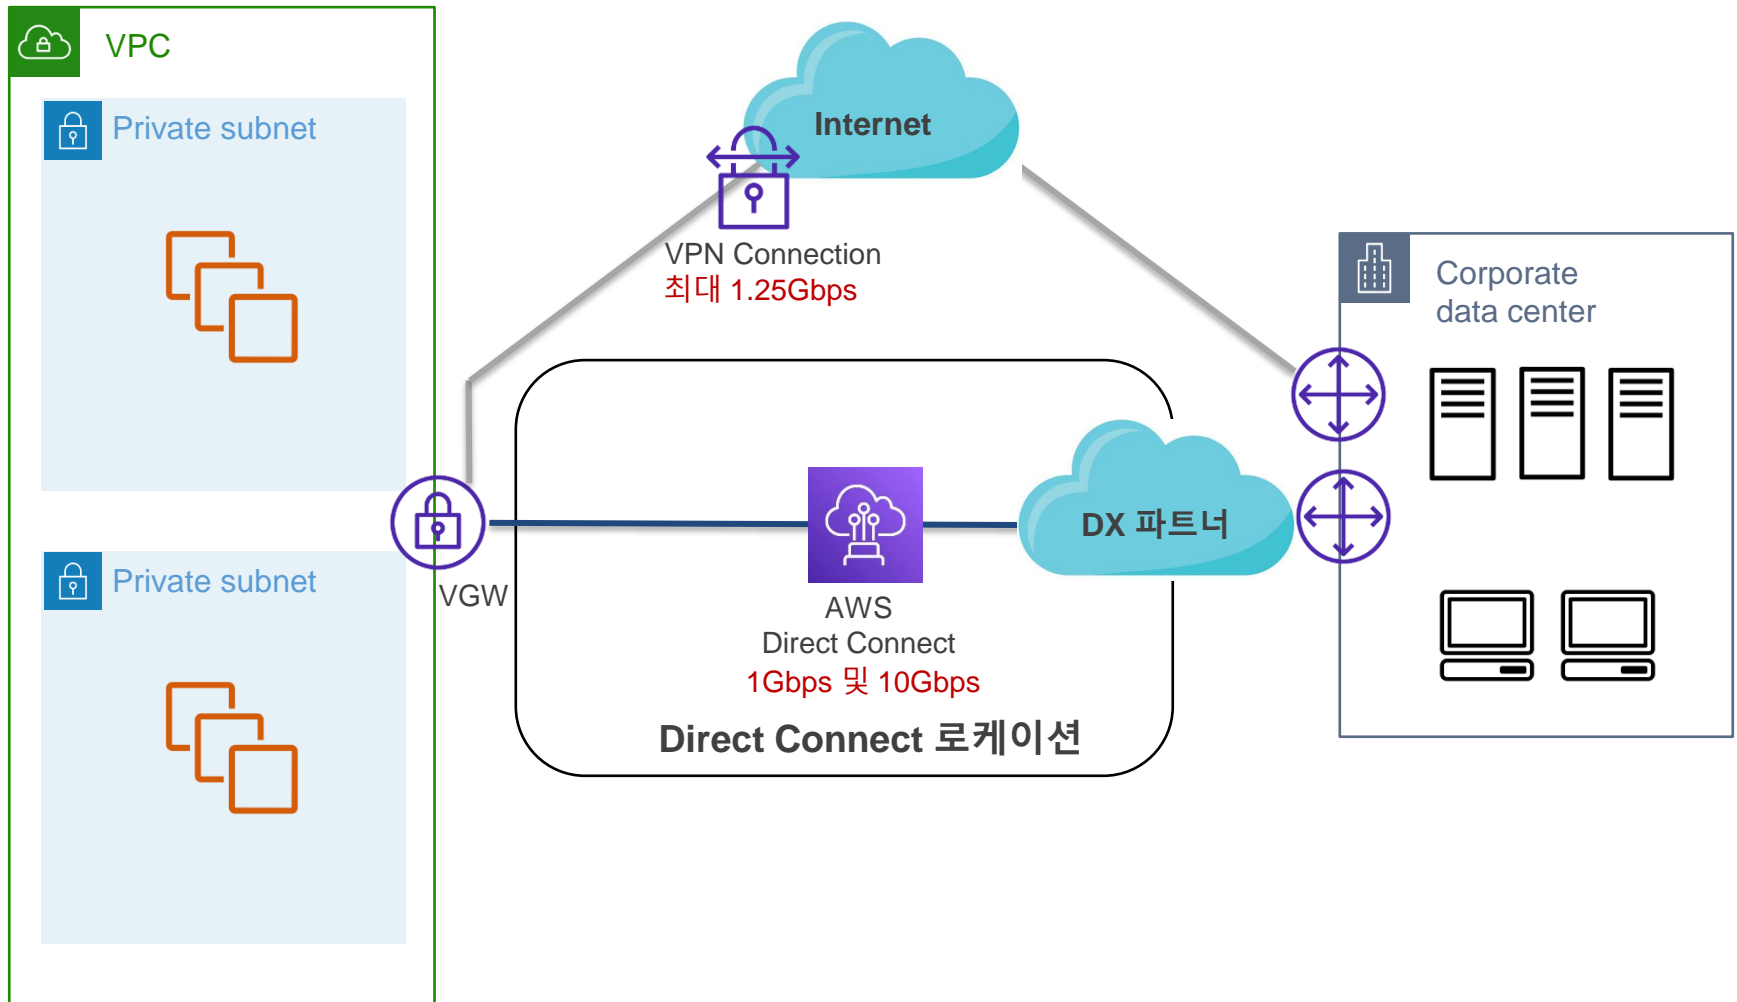 VPC
Private subnet
Internet
VPN Connection
최대 1.25Gbps
Corporate
data center
DX 파트너
Private subnet
VGW
AWS
Direct Connect
1Gbps 및 10Gbps
Direct Connect 로케이션